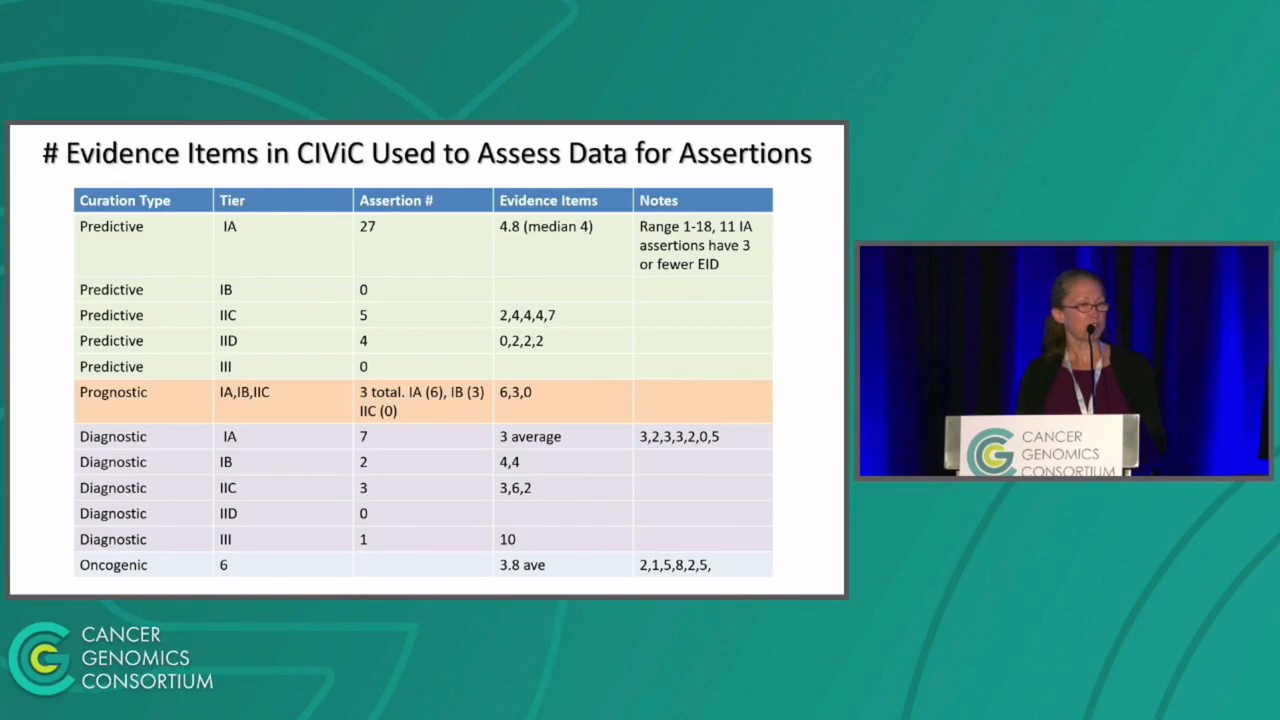 # Evidence Items in CIViC Used to Assess Data for Assertions
Curation Type Tier Assertion # Evidence Items Notes
Predictive IA 27 4.8 (median 4) Range 1-18, 11 IA
assertions have 3
or fewer EID
Predictive IB 0
Predictive IIC 5 2,4,4,4,7
Predictive IID 4 0,2,2,2
Predictive III 0
Prognostic IA,IB,IIC 3 total. IA (6), IB (3) 6,3,0
IIC (0)
Diagnostic IA 7 3 average 3,2,3,3,2,0,5
Diagnostic IB 2 4,4
Diagnostic IIC 3 3,6,2
Diagnostic IID 0
Diagnostic III 1 10
Oncogenic 6 3.8 ave 2,1,5,8,2,5,
CANCER
GENOMICS
CONSORTIUM
CANCER
GENOMICS
CONSORTIUM